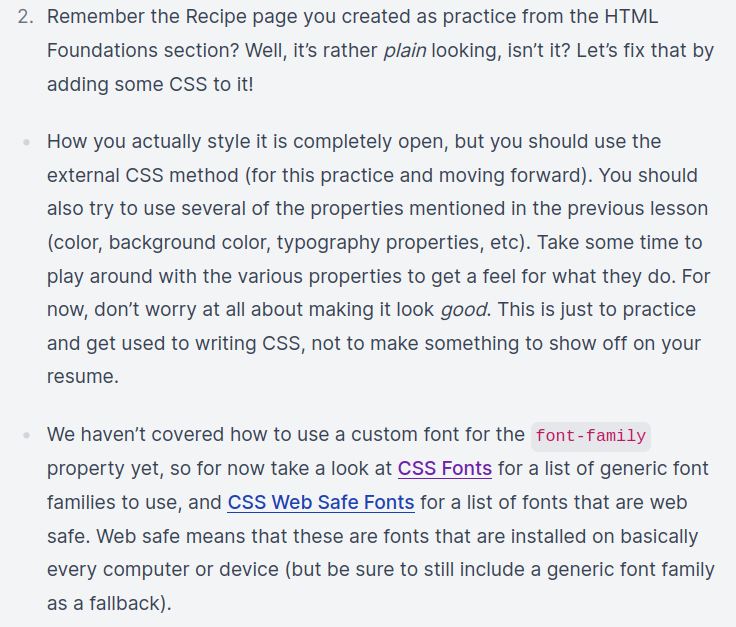 2. Remember the Recipe page you created as practice from the HTML
Foundations section? Well, it’s rather plain looking, isn’t it? Let’s fix that by
adding some CSS to it!
How you actually style it is completely open, but you should use the
external CSS method (for this practice and moving forward). You should
also try to use several of the properties mentioned in the previous lesson
(color, background color, typography properties, etc). Take some time to
play around with the various properties to get a feel for what they do. For
now, don’t worry at all about making it look good. This is just to practice
and get used to writing CSS, not to make something to show off on your
resume.
We haven’t covered how to use a custom font for the font-family
property yet, so for now take a look at CSS Fonts for a list of generic font
families to use, and CSS Web Safe Fonts for a list of fonts that are web
safe. Web safe means that these are fonts that are installed on basically
every computer or device (but be sure to still include a generic font family
as a fallback).